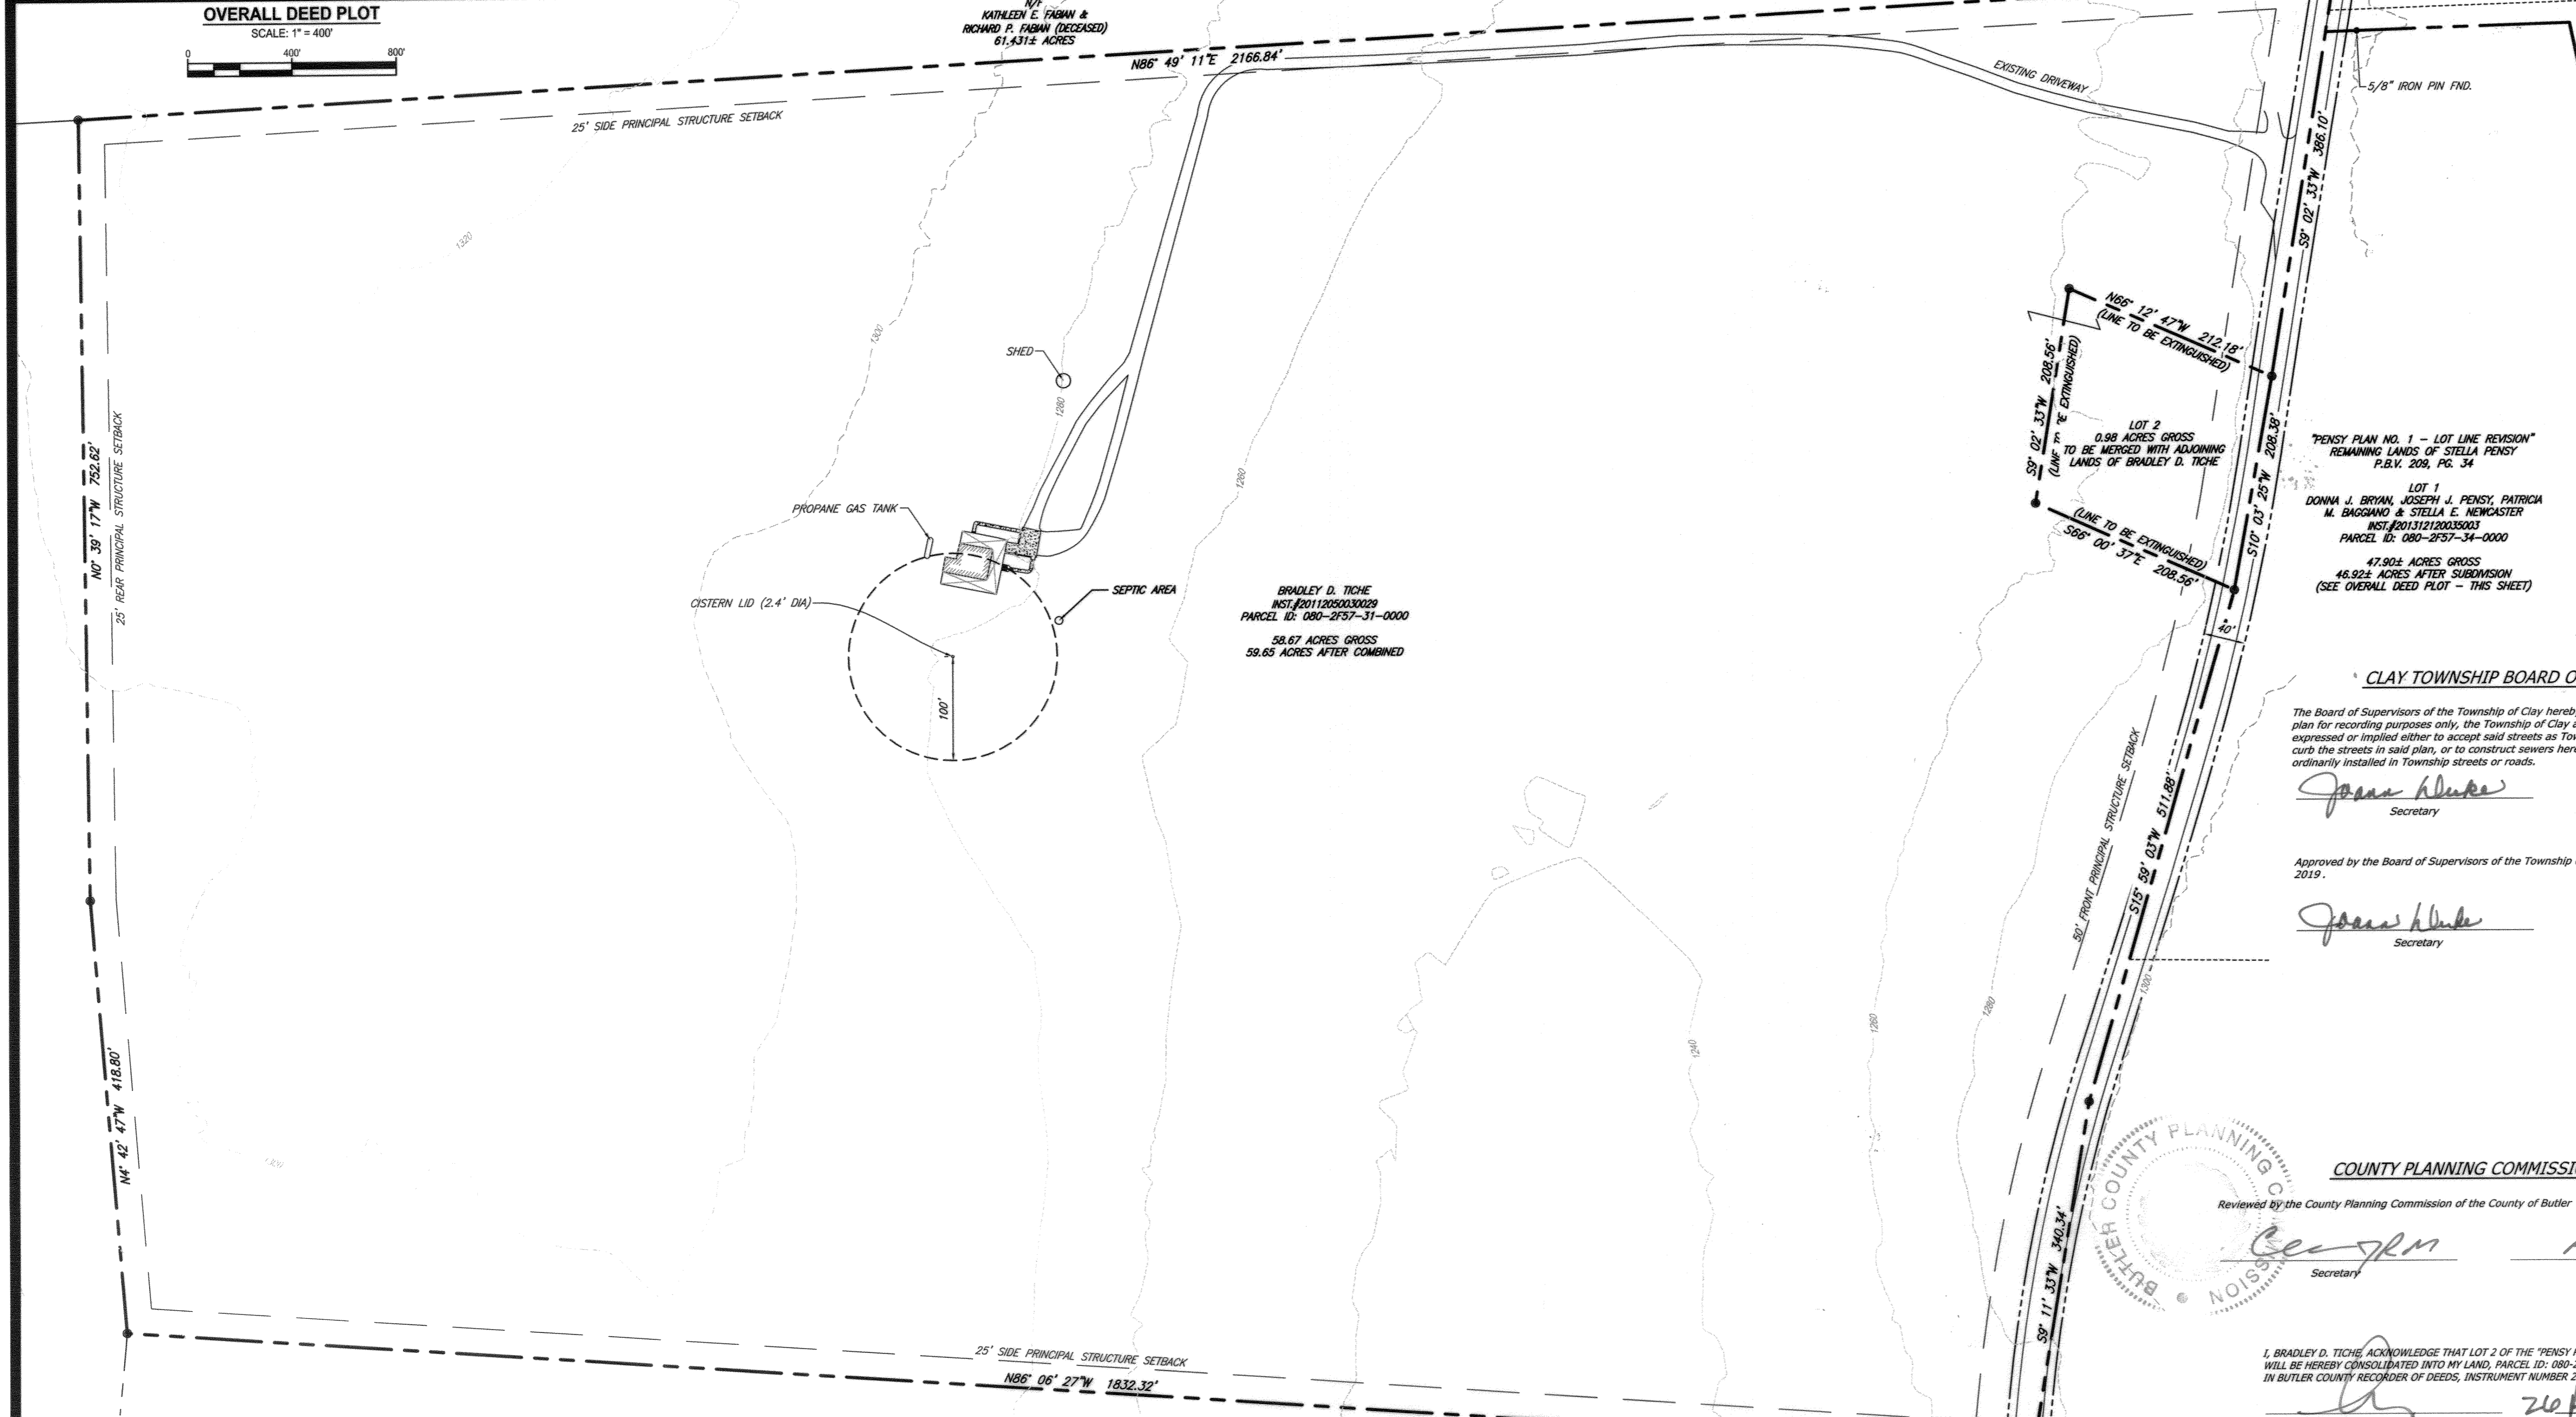 OVERALL DEED PLOT
SCALE: 1" = 400'
0 400' 800'
N/F
KATHLEEN E. FABIAN &
RICHARD P. FABIAN (DECEASED)
61.431± ACRES
N86° 49' 11"E 2166.84'
25' SIDE PRINCIPAL STRUCTURE SETBACK
EXISTING DRIVEWAY
5/8" IRON PIN FND.
S9° 02' 33"W 386.10'
1320
1300
SHED
1280
1260
N66° 12' 47"W 212.18'
(LINE TO BE EXTINGUISHED)
S9° 02' 33"W 208.56'
EXTINGUISHED)
LOT 2
0.98 ACRES GROSS
TO BE MERGED WITH ADJOINING
LANDS OF BRADLEY D. TICHE
(LINE TO BE EXTINGUISHED)
S66° 00' 37"E 208.56'
S10° 03' 25"W 208.38'
40'
"PENSY PLAN NO. 1 – LOT LINE REVISION"
REMAINING LANDS OF STELLA PENSY
P.B.V. 209, PG. 34
LOT 1
DONNA J. BRYAN, JOSEPH J. PENSY, PATRICIA
M. BAGGIANO & STELLA E. NEWCASTER
INST.#201312120035003
PARCEL ID: 080-2F57-34-0000
47.90± ACRES GROSS
46.92± ACRES AFTER SUBDIVISION
(SEE OVERALL DEED PLOT – THIS SHEET)
N0° 39' 17"W 752.62'
25' REAR PRINCIPAL STRUCTURE SETBACK
PROPANE GAS TANK
CISTERN LID (2.4' DIA)
SEPTIC AREA
100'
BRADLEY D. TICHE
INST.#20112050030029
PARCEL ID: 080-2F57-31-0000
58.67 ACRES GROSS
59.65 ACRES AFTER COMBINED
CLAY TOWNSHIP BOARD O
The Board of Supervisors of the Township of Clay hereb
plan for recording purposes only, the Township of Clay a
expressed or implied either to accept said streets as Tow
curb the streets in said plan, or to construct sewers her
ordinarily installed in Township streets or roads.
Secretary
Approved by the Board of Supervisors of the Township
2019 .
Secretary
50' FRONT PRINCIPAL STRUCTURE SETBACK
S15° 59' 03"W 511.88'
1300
1280
1260
1240
N4° 42' 47"W 418.80'
1300
BUTLER COUNTY PLANNING COMMISSION
COUNTY PLANNING COMMISSI
Reviewed by the County Planning Commission of the County of Butler
Secretary
S9° 11' 33"W 340.34'
25' SIDE PRINCIPAL STRUCTURE SETBACK
N86° 06' 27"W 1832.32'
I, BRADLEY D. TICHE, ACKNOWLEDGE THAT LOT 2 OF THE "PENSY
WILL BE HEREBY CONSOLIDATED INTO MY LAND, PARCEL ID: 080-
IN BUTLER COUNTY RECORDER OF DEEDS, INSTRUMENT NUMBER 2